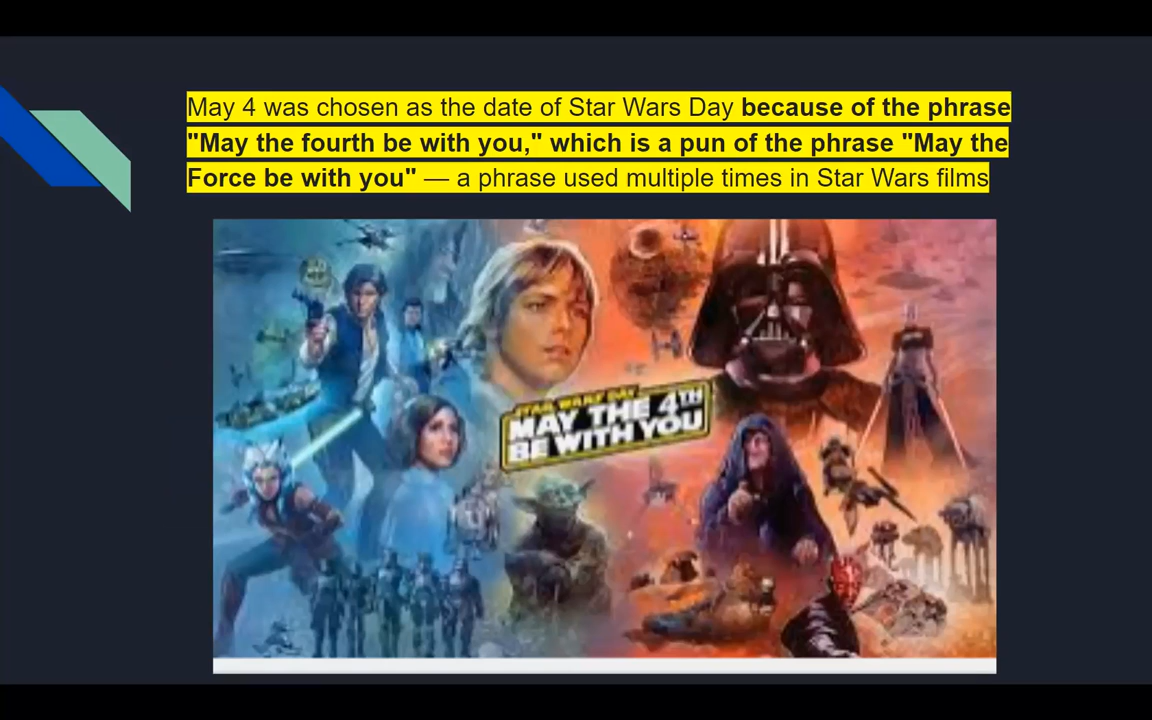 May 4 was chosen as the date of Star Wars Day because of the phrase
"May the fourth be with you," which is a pun of the phrase "May the
Force be with you" — a phrase used multiple times in Star Wars films
STAR WARS DAY
MAY THE 4TH
BE WITH YOU